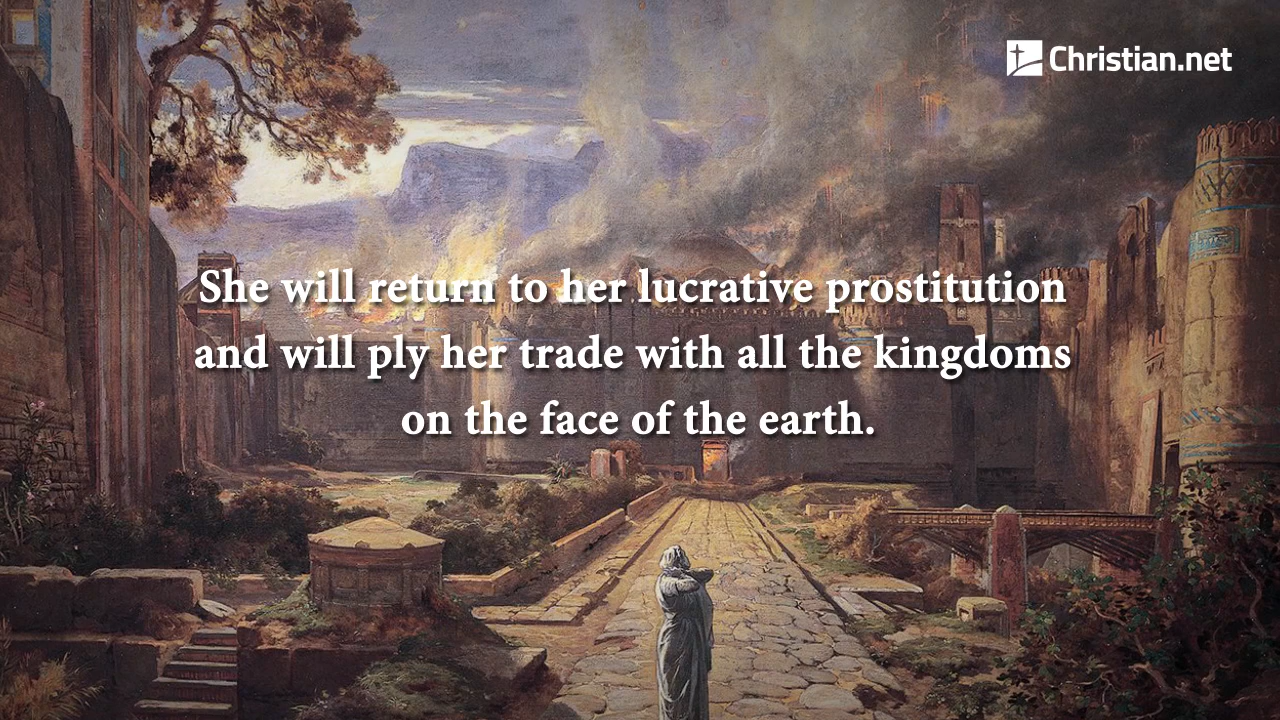 Christian.net
She will return to her lucrative prostitution
and will ply her trade with all the kingdoms
on the face of the earth.